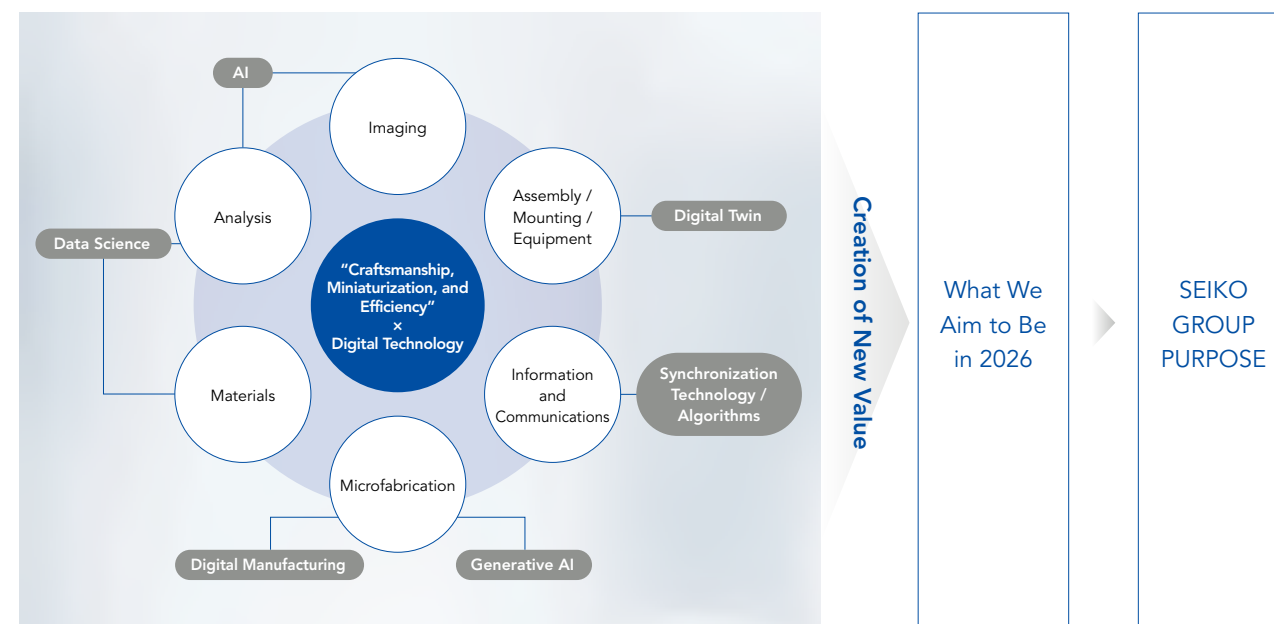 AI
Imaging
Analysis
Assembly /
Mounting /
Equipment
Digital Twin
Data Science
“Craftsmanship,
Miniaturization, and
Efficiency”
×
Digital Technology
Materials
Information
and
Communications
Synchronization
Technology /
Algorithms
Microfabrication
Digital Manufacturing
Generative AI
Creation of New Value
What We
Aim to Be
in 2026
SEIKO
GROUP
PURPOSE